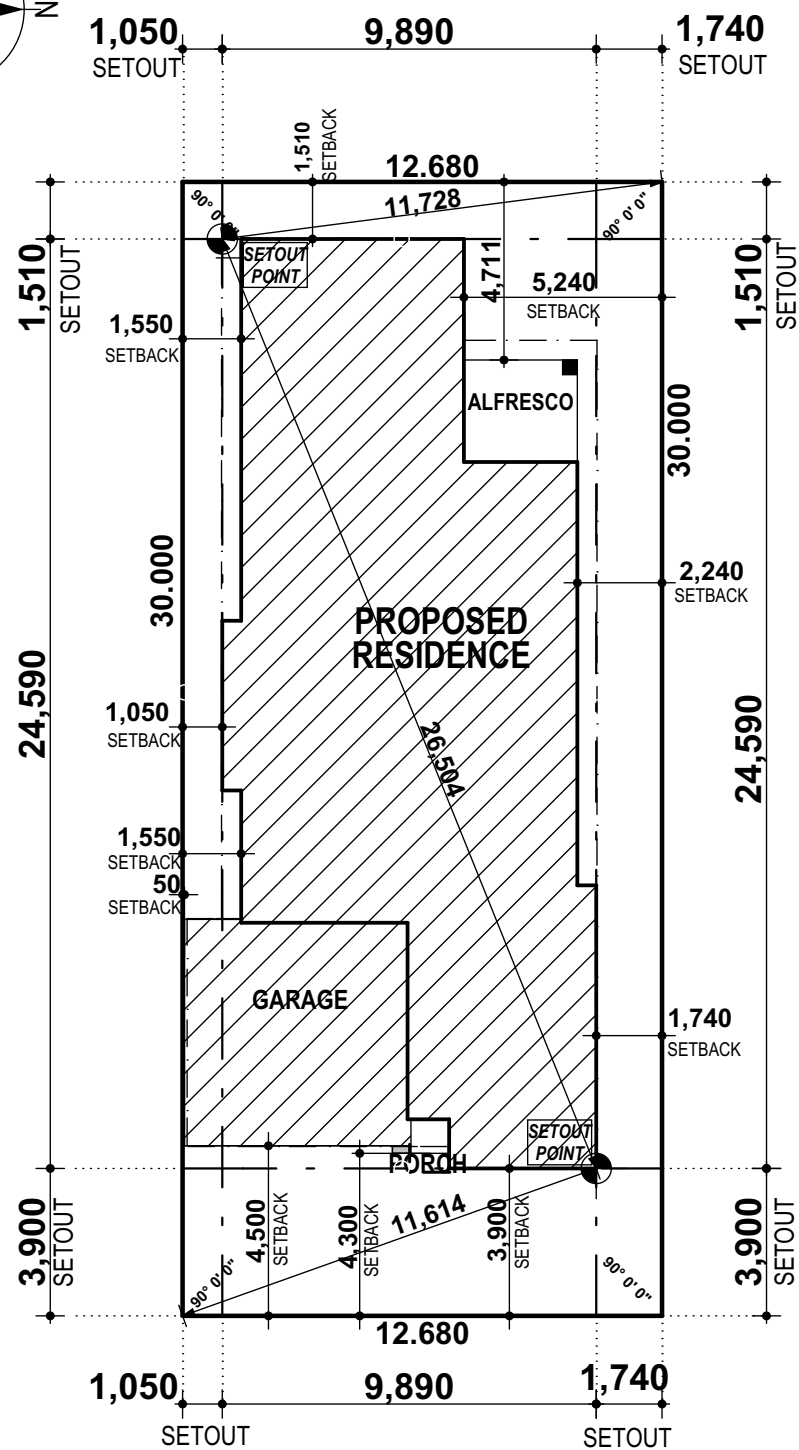 N
1,050
SETOUT
9,890
1,740
SETOUT
1,510
SETBACK
12.680
11,728
90° 0' 0"
90° 0' 0"
1,510
SETOUT
SETOUT
POINT
4,711
5,240
SETBACK
1,510
SETOUT
1,550
SETBACK
ALFRESCO
30.000
30.000
2,240
SETBACK
PROPOSED
RESIDENCE
24,590
1,050
SETBACK
26,504
24,590
1,550
SETBACK
50
SETBACK
GARAGE
1,740
SETBACK
SETOUT
POINT
PORCH
3,900
SETOUT
4,500
SETBACK
4,300
SETBACK
11,614
3,900
SETBACK
3,900
SETOUT
90° 0' 0"
90° 0' 0"
12.680
1,050
SETOUT
9,890
1,740
SETOUT